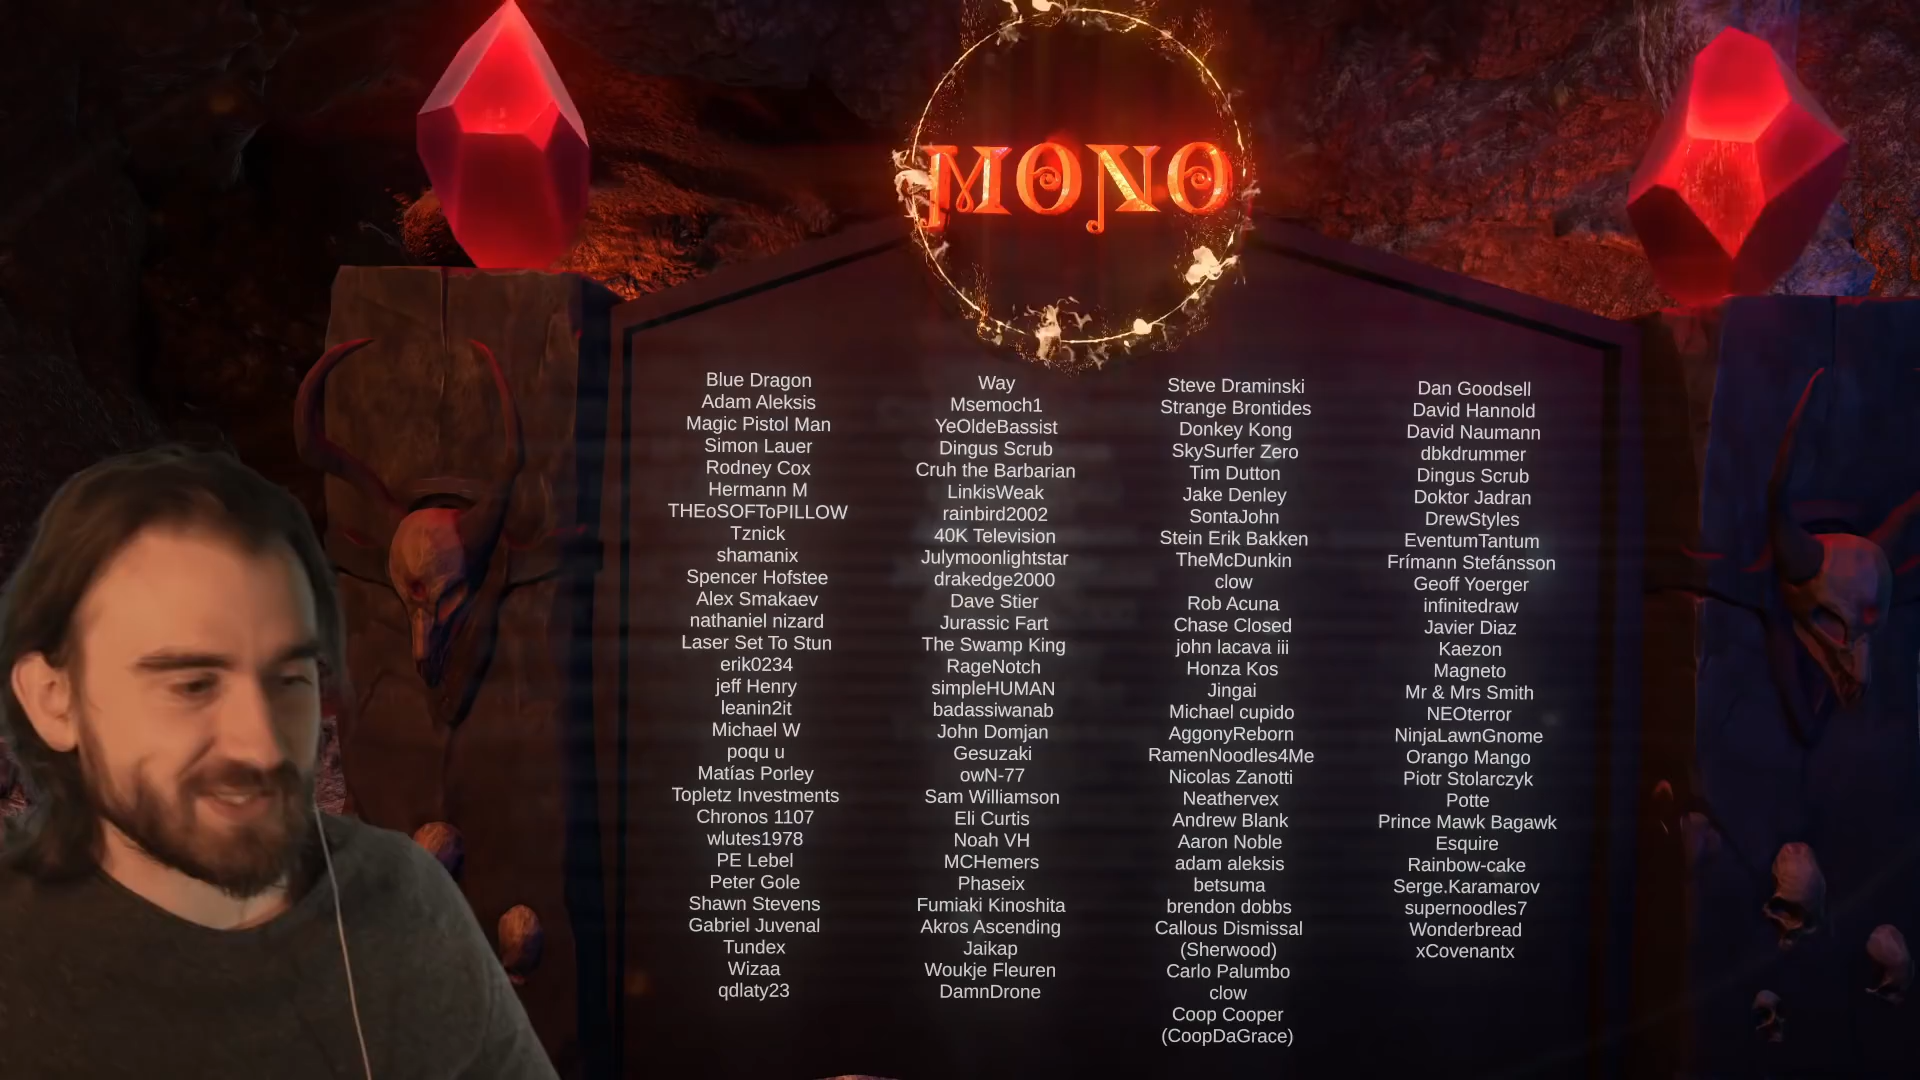 MONO
Blue Dragon
Adam Aleksis
Magic Pistol Man
Simon Lauer
Rodney Cox
Hermann M
THEoSOFToPILLOW
Tznick
shamanix
Spencer Hofstee
Alex Smakaev
nathaniel nizard
Laser Set To Stun
erik0234
jeff Henry
leanin2it
Michael W
poqu u
Matías Porley
Topletz Investments
Chronos 1107
wlutes1978
PE Lebel
Peter Gole
Shawn Stevens
Gabriel Juvenal
Tundex
Wizaa
qdlaty23
Way
Msemoch1
YeOldeBassist
Dingus Scrub
Cruh the Barbarian
LinkisWeak
rainbird2002
40K Television
Julymoonlightstar
drakedge2000
Dave Stier
Jurassic Fart
The Swamp King
RageNotch
simpleHUMAN
badassiwanab
John Domjan
Gesuzaki
owN-77
Sam Williamson
Eli Curtis
Noah VH
MCHemers
Phaseix
Fumiaki Kinoshita
Akros Ascending
Jaikap
Woukje Fleuren
DamnDrone
Steve Draminski
Strange Brontides
Donkey Kong
SkySurfer Zero
Tim Dutton
Jake Denley
SontaJohn
Stein Erik Bakken
TheMcDunkin
clow
Rob Acuna
Chase Closed
john lacava iii
Honza Kos
Jingai
Michael cupido
AggonyReborn
RamenNoodles4Me
Nicolas Zanotti
Neathervex
Andrew Blank
Aaron Noble
adam aleksis
betsuma
brendon dobbs
Callous Dismissal
(Sherwood)
Carlo Palumbo
clow
Coop Cooper
(CoopDaGrace)
Dan Goodsell
David Hannold
David Naumann
dbkdrummer
Dingus Scrub
Doktor Jadran
DrewStyles
EventumTantum
Frímann Stefánsson
Geoff Yoerger
infinitedraw
Javier Diaz
Kaezon
Magneto
Mr & Mrs Smith
NEOterror
NinjaLawnGnome
Orango Mango
Piotr Stolarczyk
Potte
Prince Mawk Bagawk
Esquire
Rainbow-cake
Serge.Karamarov
supernoodles7
Wonderbread
xCovenantx